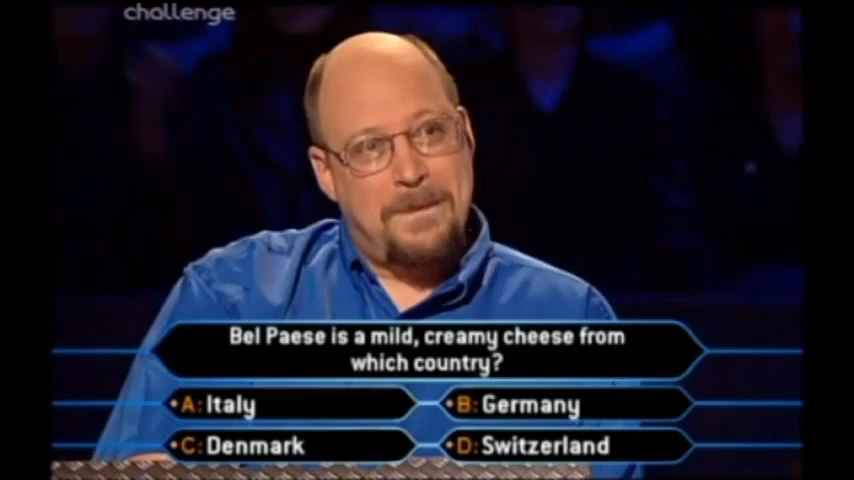 challenge
Bel Paese is a mild, creamy cheese from
which country?
A: Italy
B: Germany
C: Denmark
D: Switzerland